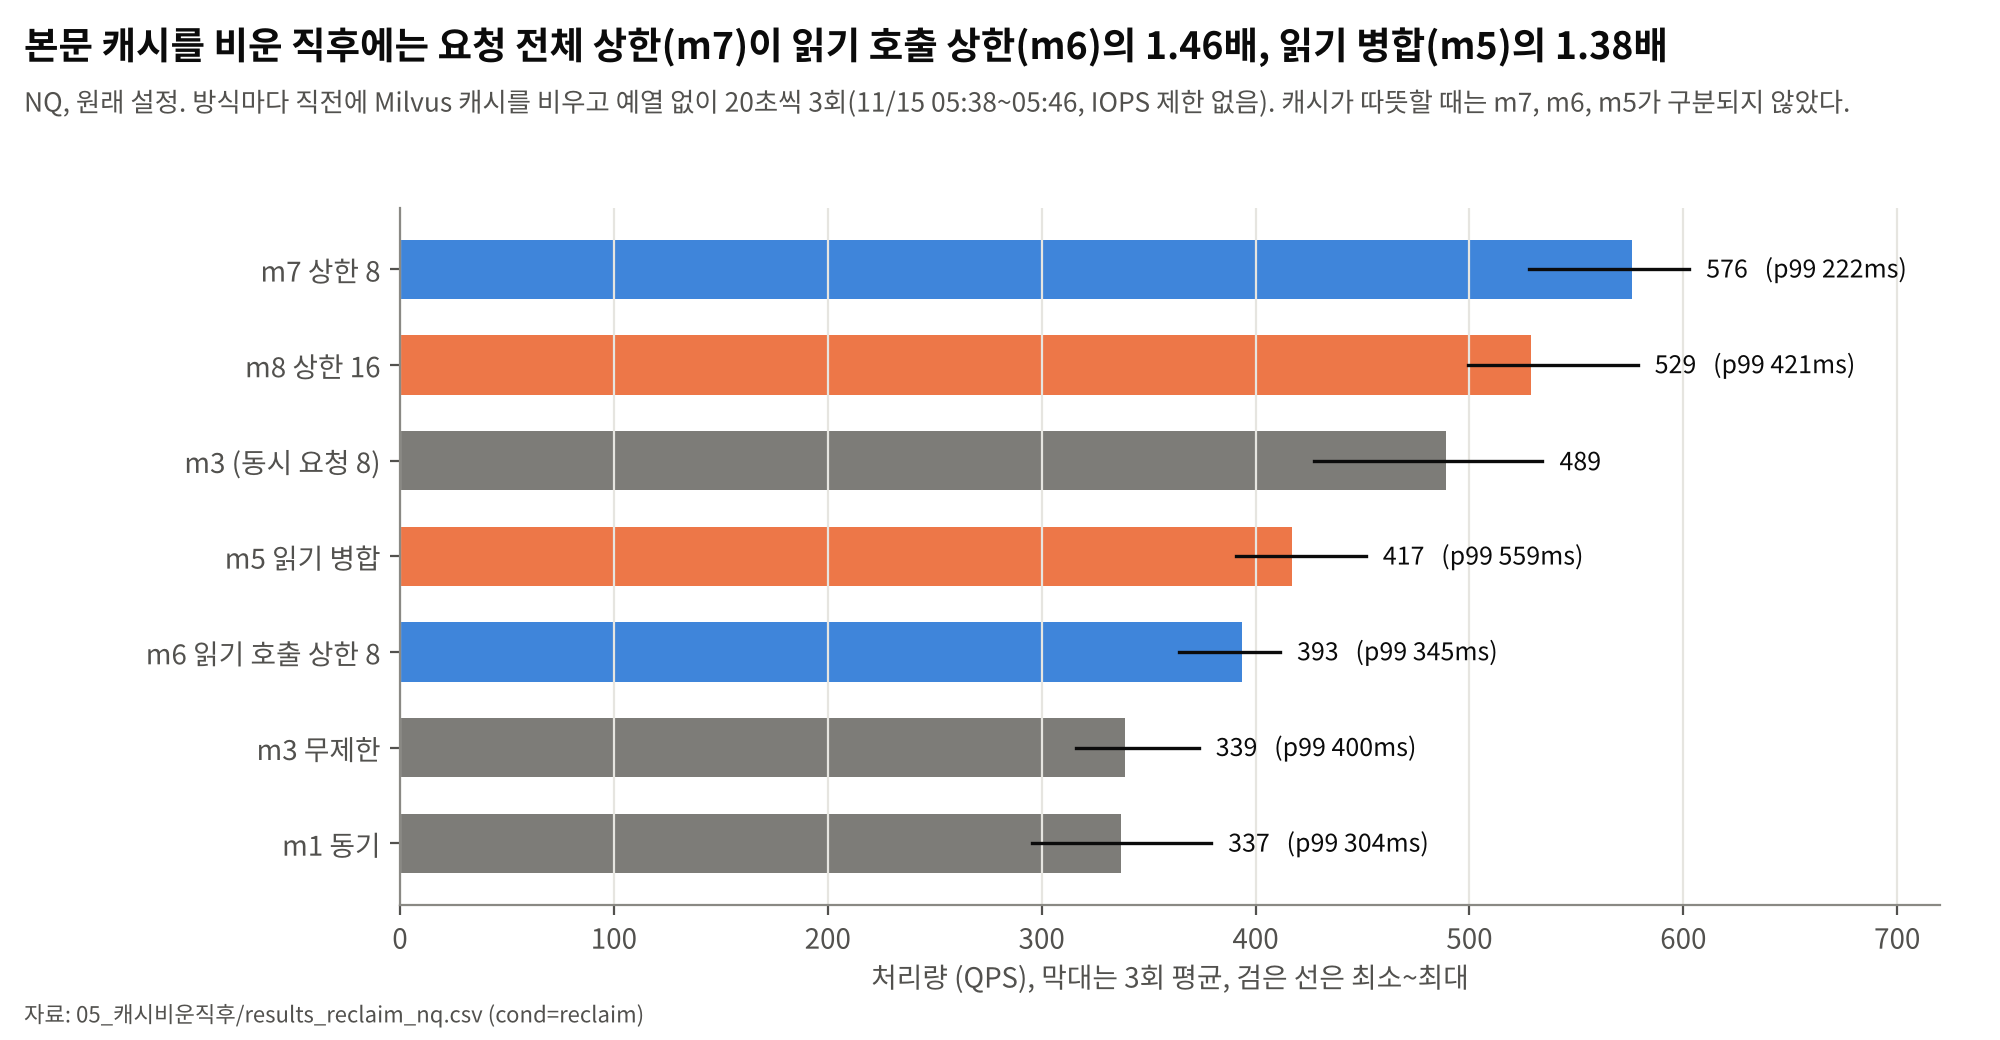 본문 캐시를 비운 직후에는 요청 전체 상한(m7)이 읽기 호출 상한(m6)의 1.46배, 읽기 병합(m5)의 1.38배
NQ, 원래 설정. 방식마다 직전에 Milvus 캐시를 비우고 예열 없이 20초씩 3회(11/15 05:38~05:46, IOPS 제한 없음). 캐시가 따뜻할 때는 m7, m6, m5가 구분되지 않았다.
m7 상한 8
576 (p99 222ms)
m8 상한 16
529 (p99 421ms)
m3 (동시 요청 8)
489
m5 읽기 병합
417 (p99 559ms)
m6 읽기 호출 상한 8
393 (p99 345ms)
m3 무제한
339 (p99 400ms)
m1 동기
337 (p99 304ms)
0 100 200 300 400 500 600 700
처리량 (QPS), 막대는 3회 평균, 검은 선은 최소~최대
자료: 05_캐시비운직후/results_reclaim_nq.csv (cond=reclaim)